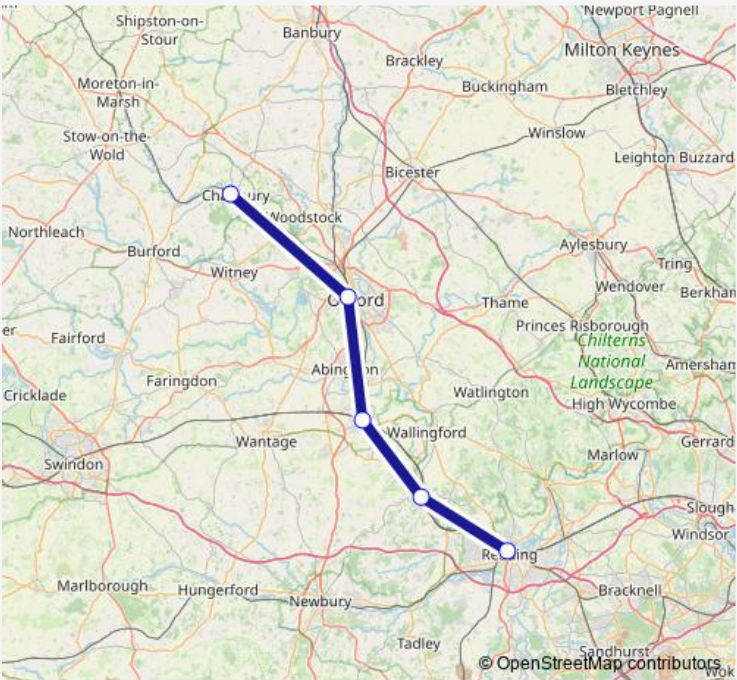 Newport Pagnell
Shipston-on-
Stour
Banbury
Milton Keynes
Brackley
Buckingham
Bletchley
Moreton-in-
Marsh
Stow-on-the-
Wold
Winslow
Leighton Buzzard
Bicester
Woodstock
Northleach
Burford
Witney
Aylesbury
Tring
Wendover
Berkham
Thame
Princes Risborough
Fairford
Chilterns
National
Landscape
Amersham
Faringdon
Watlington
Cricklade
High Wycombe
Wantage
Wallingford
Gerrard
Marlow
Swindon
Slough
Windsor
Marlborough
Hungerford
Newbury
Bracknell
Tadley
Sandhurst
© OpenStreetMap contributors